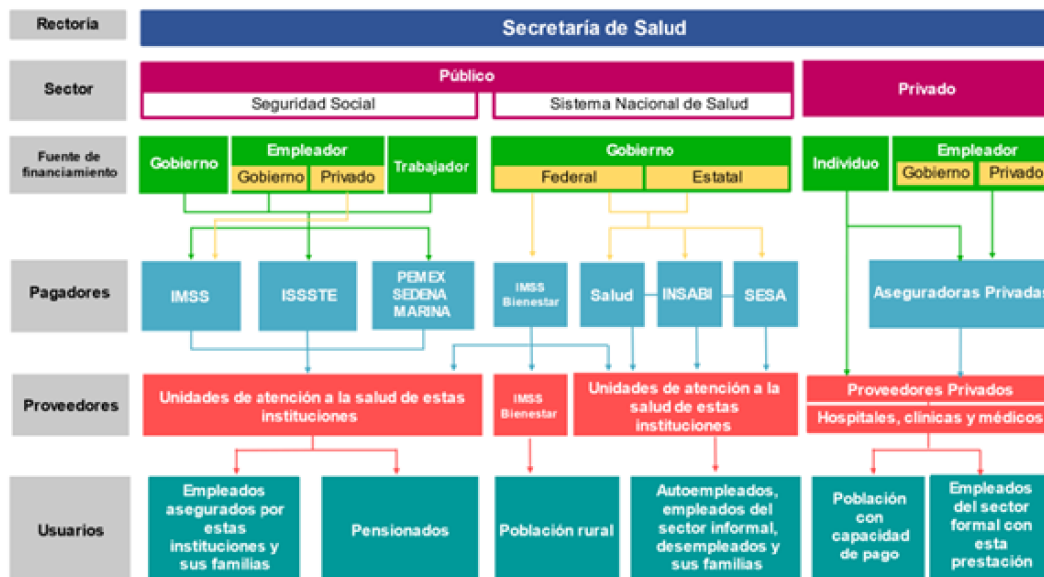 Rectoría
Secretaría de Salud
Sector
Público
Seguridad Social
Sistema Nacional de Salud
Privado
Fuente de
financiamiento
Gobierno
Empleador
Gobierno
Privado
Trabajador
Gobierno
Federal
Estatal
Individuo
Empleador
Gobierno
Privado
Pagadores
IMSS
ISSSTE
PEMEX
SEDENA
MARINA
IMSS
Bienestar
Salud
INSABI
SESA
Aseguradoras Privadas
Proveedores
Unidades de atención a la salud de estas
instituciones
IMSS
Bienestar
Unidades de atención a la
salud de estas
instituciones
Proveedores Privados
Hospitales, clínicas y médicos
Usuarios
Empleados
asegurados por
estas
instituciones y
sus familias
Pensionados
Población rural
Autoempleados,
empleados del
sector informal,
desempleados y
sus familias
Población
con
capacidad
de pago
Empleados
del sector
formal con
esta
prestación